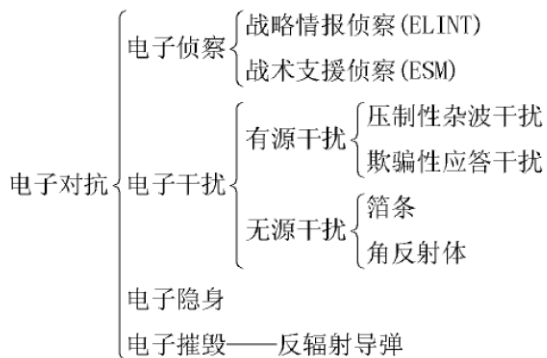 战略情报侦察(ELINT)
电子侦察
战术支援侦察(ESM)
压制性杂波干扰
有源干扰
欺骗性应答干扰
电子对抗
电子干扰
箔条
无源干扰
角反射体
电子隐身
电子摧毁——反辐射导弹